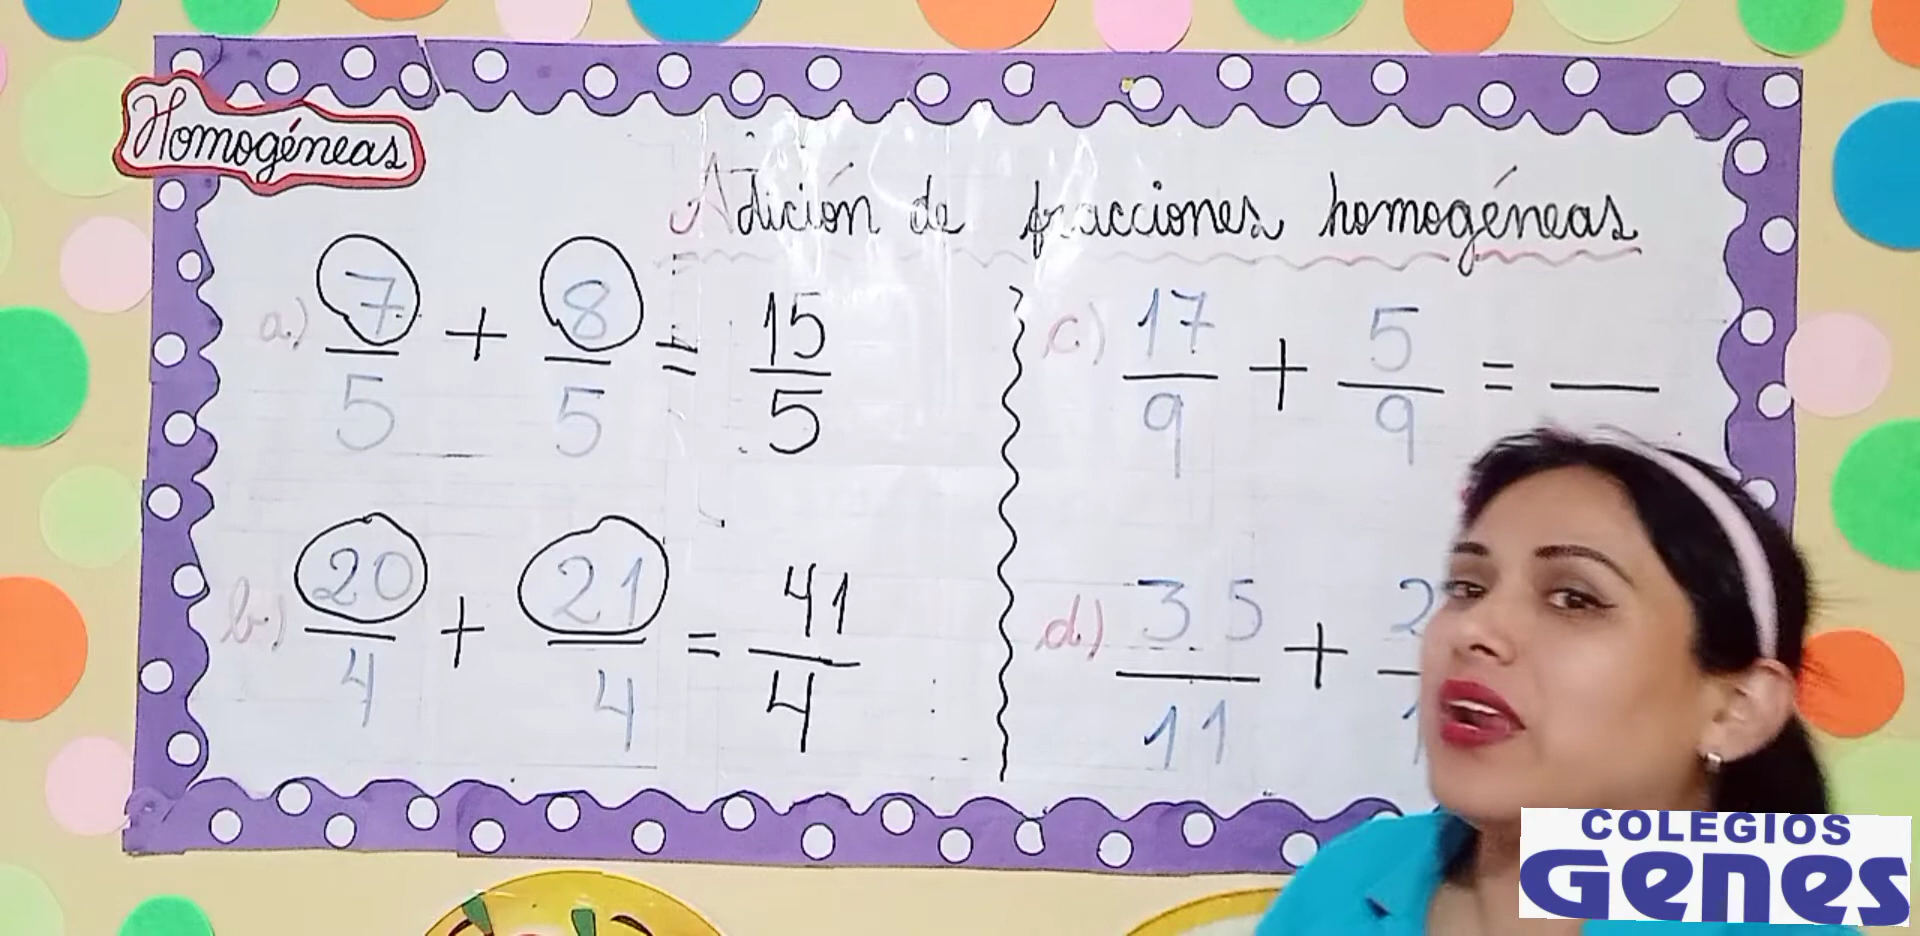 Homogéneas
Adición de fracciones homogéneas
a.) 7/5 + 8/5 = 15/5
b.) 20/4 + 21/4 = 41/4
c.) 17/9 + 5/9 = —
d.) 35/11 +
COLEGIOS
Genes